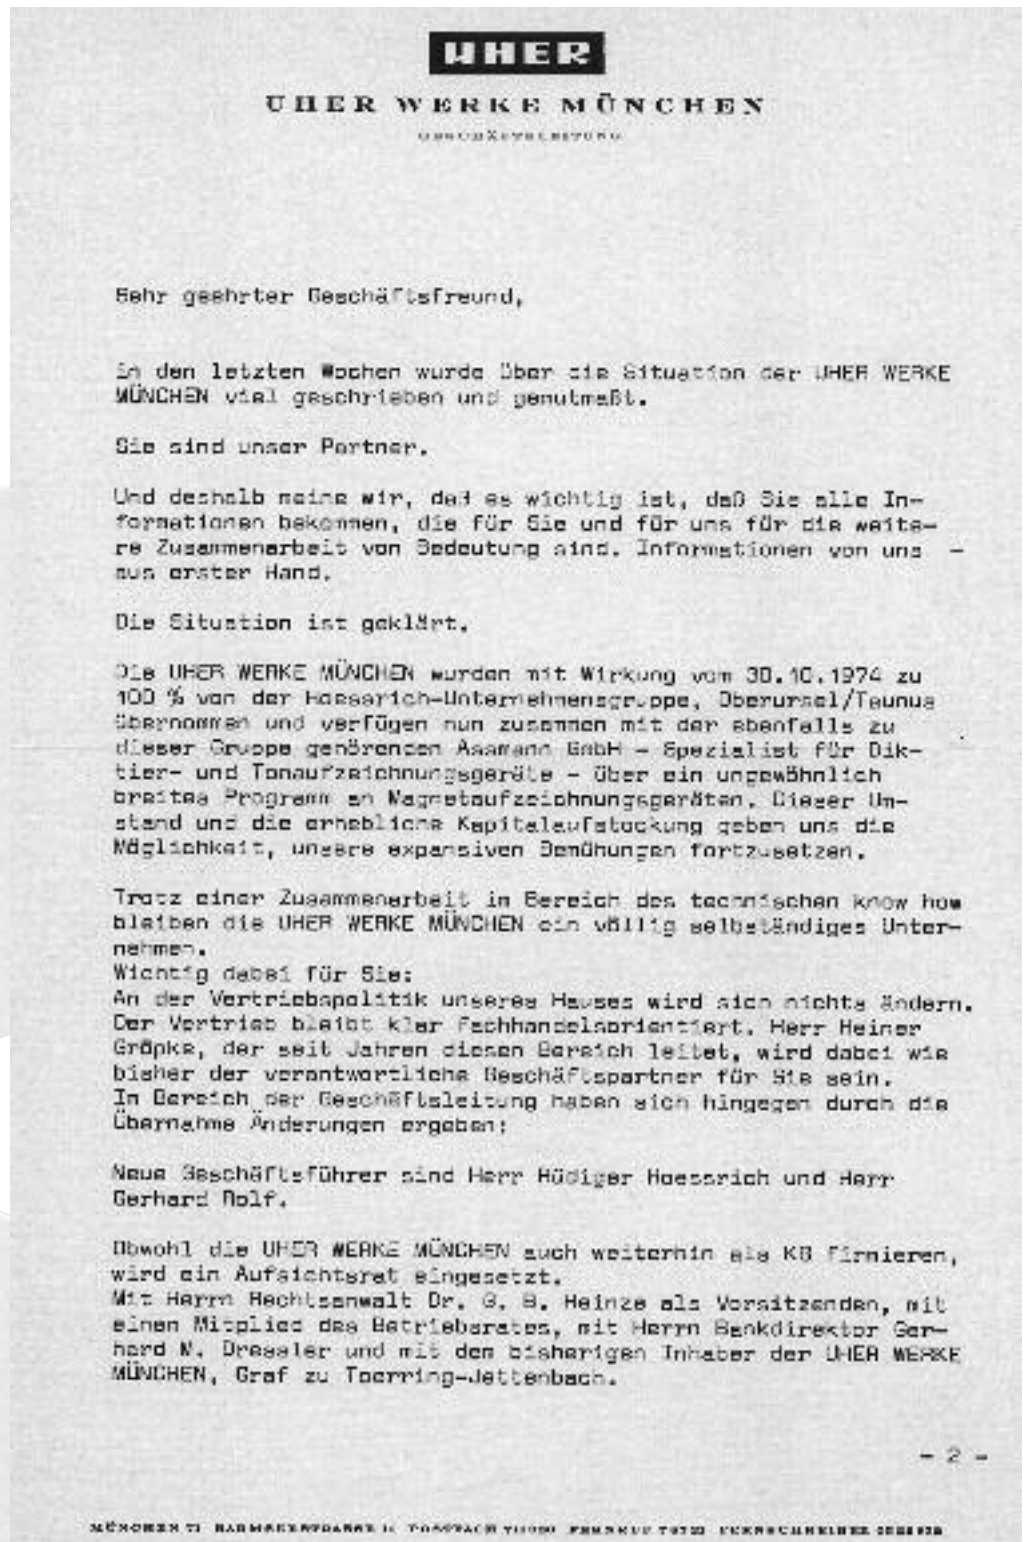 UHER
UHER WERKE MÜNCHEN
GESCHÄFTSLEITUNG
Sehr geehrter Geschäftsfreund,
in den letzten Wochen wurde über die Situation der UHER WERKE
MÜNCHEN viel geschrieben und gemutmaßt.
Sie sind unser Partner.
Und deshalb meine wir, daß es wichtig ist, daß Sie alle In-
formationen bekommen, die für Sie und für uns für die weite-
re Zusammenarbeit von Bedeutung sind. Informationen von uns -
aus erster Hand.
Die Situation ist geklärt.
Die UHER WERKE MÜNCHEN wurden mit Wirkung vom 30.10.1974 zu
100 % von der Hoessrich-Unternehmensgruppe, Oberursel/Taunus
übernommen und verfügen nun zusammen mit der ebenfalls zu
dieser Gruppe gehörenden Assmann GmbH - Spezialist für Dik-
tier- und Tonaufzeichnungsgeräte - über ein ungewöhnlich
breites Programm an Magnetaufzeichnungsgeräten. Dieser Um-
stand und die erhebliche Kapitalaufstockung geben uns die
Möglichkeit, unsere expansiven Bemühungen fortzusetzen.
Trotz einer Zusammenarbeit im Bereich des technischen know how
bleiben die UHER WERKE MÜNCHEN ein völlig selbständiges Unter-
nehmen.
Wichtig dabei für Sie:
An der Vertriebspolitik unseres Hauses wird sich nichts ändern.
Der Vertrieb bleibt klar fachhandelsorientiert. Herr Heiner
Gröpke, der seit Jahren diesen Bereich leitet, wird dabei wie
bisher der verantwortliche Geschäftspartner für Sie sein.
Im Bereich der Geschäftsleitung haben sich hingegen durch die
Übernahme Änderungen ergeben:
Neue Geschäftsführer sind Herr Rüdiger Hoessrich und Herr
Gerhard Rolf.
Obwohl die UHER WERKE MÜNCHEN auch weiterhin als KG firmieren,
wird ein Aufsichtsrat eingesetzt.
Mit Herrn Rechtsanwalt Dr. G. B. Heinze als Vorsitzenden, mit
einem Mitglied des Betriebsrates, mit Herrn Bankdirektor Ger-
hard M. Dressler und mit dem bisherigen Inhaber der UHER WERKE
MÜNCHEN, Graf zu Toerring-Jettenbach.
- 2 -
MÜNCHEN 71 BARMSEESTRASSE POSTFACH FERNRUF FERNSCHREIBER